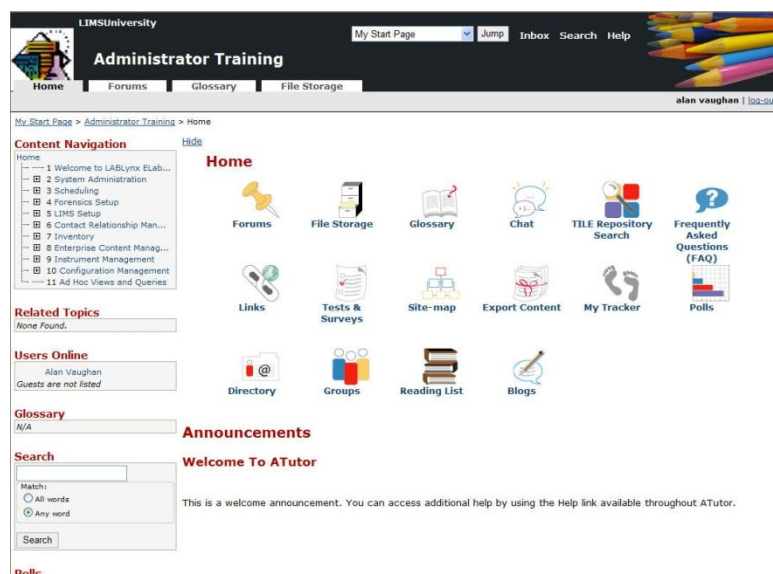 LIMSUniversity
My Start Page Jump Inbox Search Help
Administrator Training
Home Forums Glossary File Storage
alan vaughan | log-ou
My Start Page > Administrator Training > Home
Content Navigation
Home
1 Welcome to LABLynx ELab...
2 System Administration
3 Scheduling
4 Forensics Setup
5 LIMS Setup
6 Contact Relationship Man...
7 Inventory
8 Enterprise Content Manag...
9 Instrument Management
10 Configuration Management
11 Ad Hoc Views and Queries
Related Topics
None Found.
Users Online
Alan Vaughan
Guests are not listed
Glossary
N/A
Search
Match:
All words
Any word
Search
Polls
Hide
Home
Forums
File Storage
Glossary
Chat
TILE Repository
Search
Frequently
Asked
Questions
(FAQ)
Links
Tests &
Surveys
Site-map
Export Content
My Tracker
Polls
Directory
Groups
Reading List
Blogs
Announcements
Welcome To ATutor
This is a welcome announcement. You can access additional help by using the Help link available throughout ATutor.